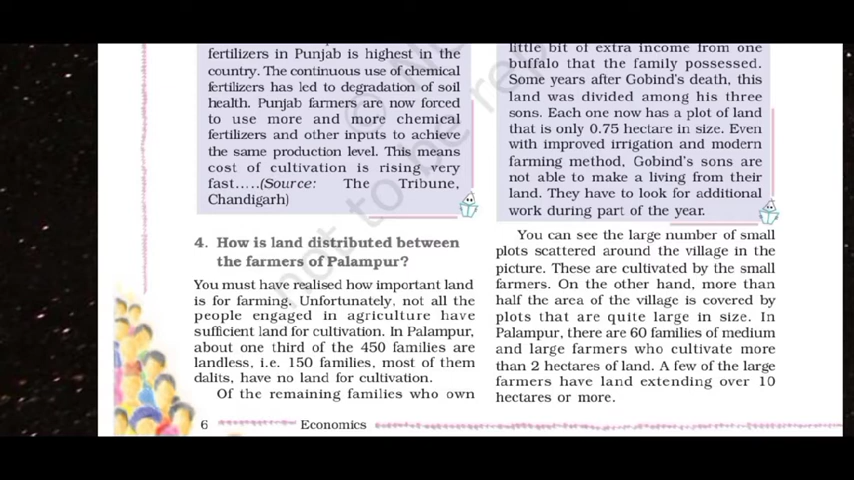 fertilizers in Punjab is highest in the
country. The continuous use of chemical
fertilizers has led to degradation of soil
health. Punjab farmers are now forced
to use more and more chemical
fertilizers and other inputs to achieve
the same production level. This means
cost of cultivation is rising very
fast.....(Source: The Tribune,
Chandigarh)
4. How is land distributed between
the farmers of Palampur?
You must have realised how important land
is for farming. Unfortunately, not all the
people engaged in agriculture have
sufficient land for cultivation. In Palampur,
about one third of the 450 families are
landless, i.e. 150 families, most of them
dalits, have no land for cultivation.
Of the remaining families who own
little bit of extra income from one
buffalo that the family possessed.
Some years after Gobind's death, this
land was divided among his three
sons. Each one now has a plot of land
that is only 0.75 hectare in size. Even
with improved irrigation and modern
farming method, Gobind's sons are
not able to make a living from their
land. They have to look for additional
work during part of the year.
You can see the large number of small
plots scattered around the village in the
picture. These are cultivated by the small
farmers. On the other hand, more than
half the area of the village is covered by
plots that are quite large in size. In
Palampur, there are 60 families of medium
and large farmers who cultivate more
than 2 hectares of land. A few of the large
farmers have land extending over 10
hectares or more.
6 Economics
not to be re